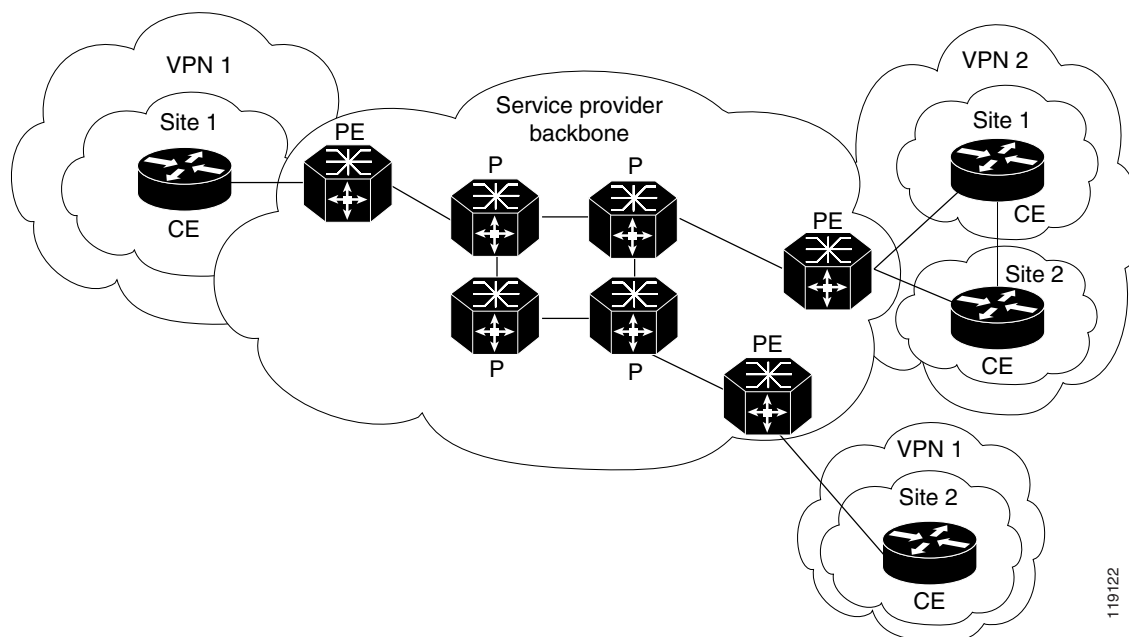 VPN 1
Site 1
CE
PE
Service provider
backbone
P
P
P
P
PE
PE
VPN 2
Site 1
CE
Site 2
CE
VPN 1
Site 2
CE
119122